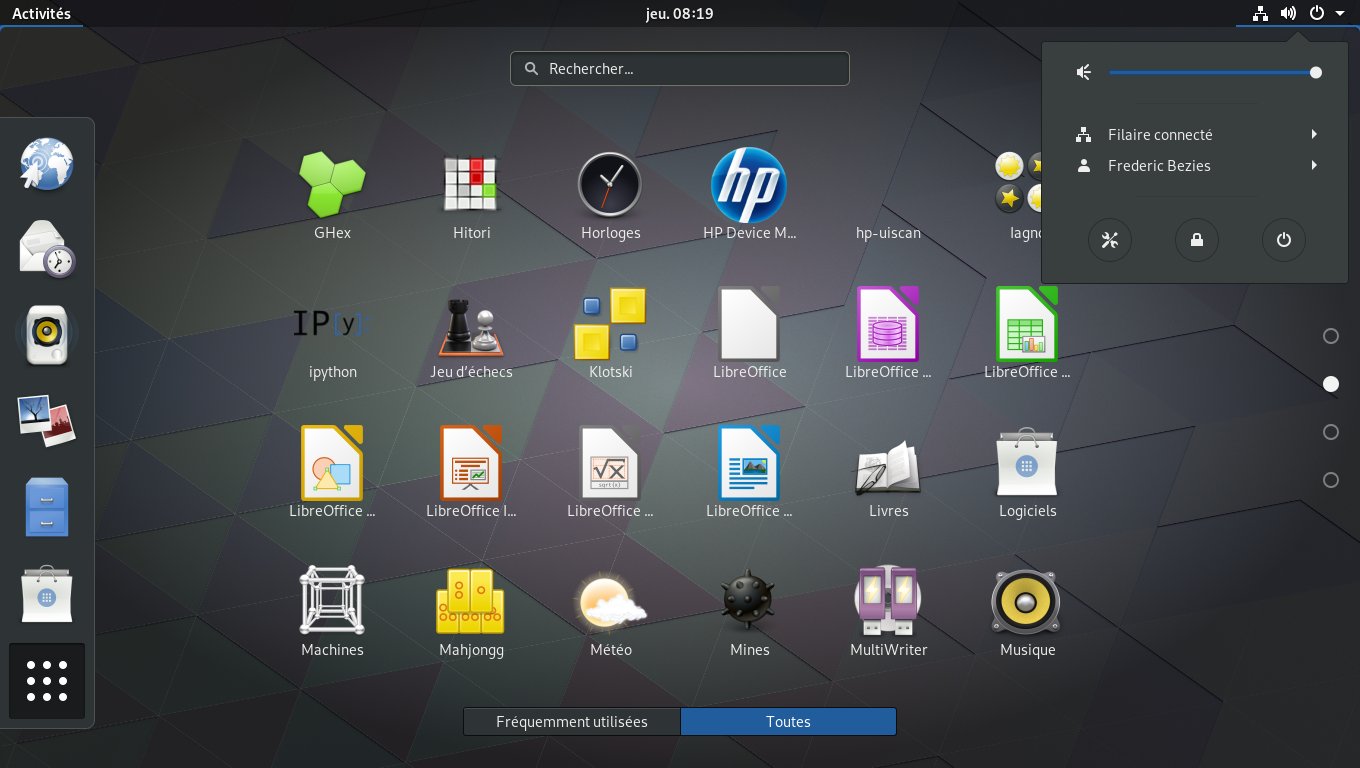 Activités
jeu. 08:19
Rechercher...
Filaire connecté
Frederic Bezies
hp
GHex
Hitori
Horloges
HP Device M...
hp-uiscan
Iagno
IP[y]:
ipython
Jeu d’échecs
Klotski
LibreOffice
LibreOffice ...
LibreOffice ...
√x
sqrt(x)
LibreOffice ...
LibreOffice I...
LibreOffice ...
LibreOffice ...
Livres
Logiciels
Machines
Mahjongg
Météo
Mines
MultiWriter
Musique
Fréquemment utilisées
Toutes